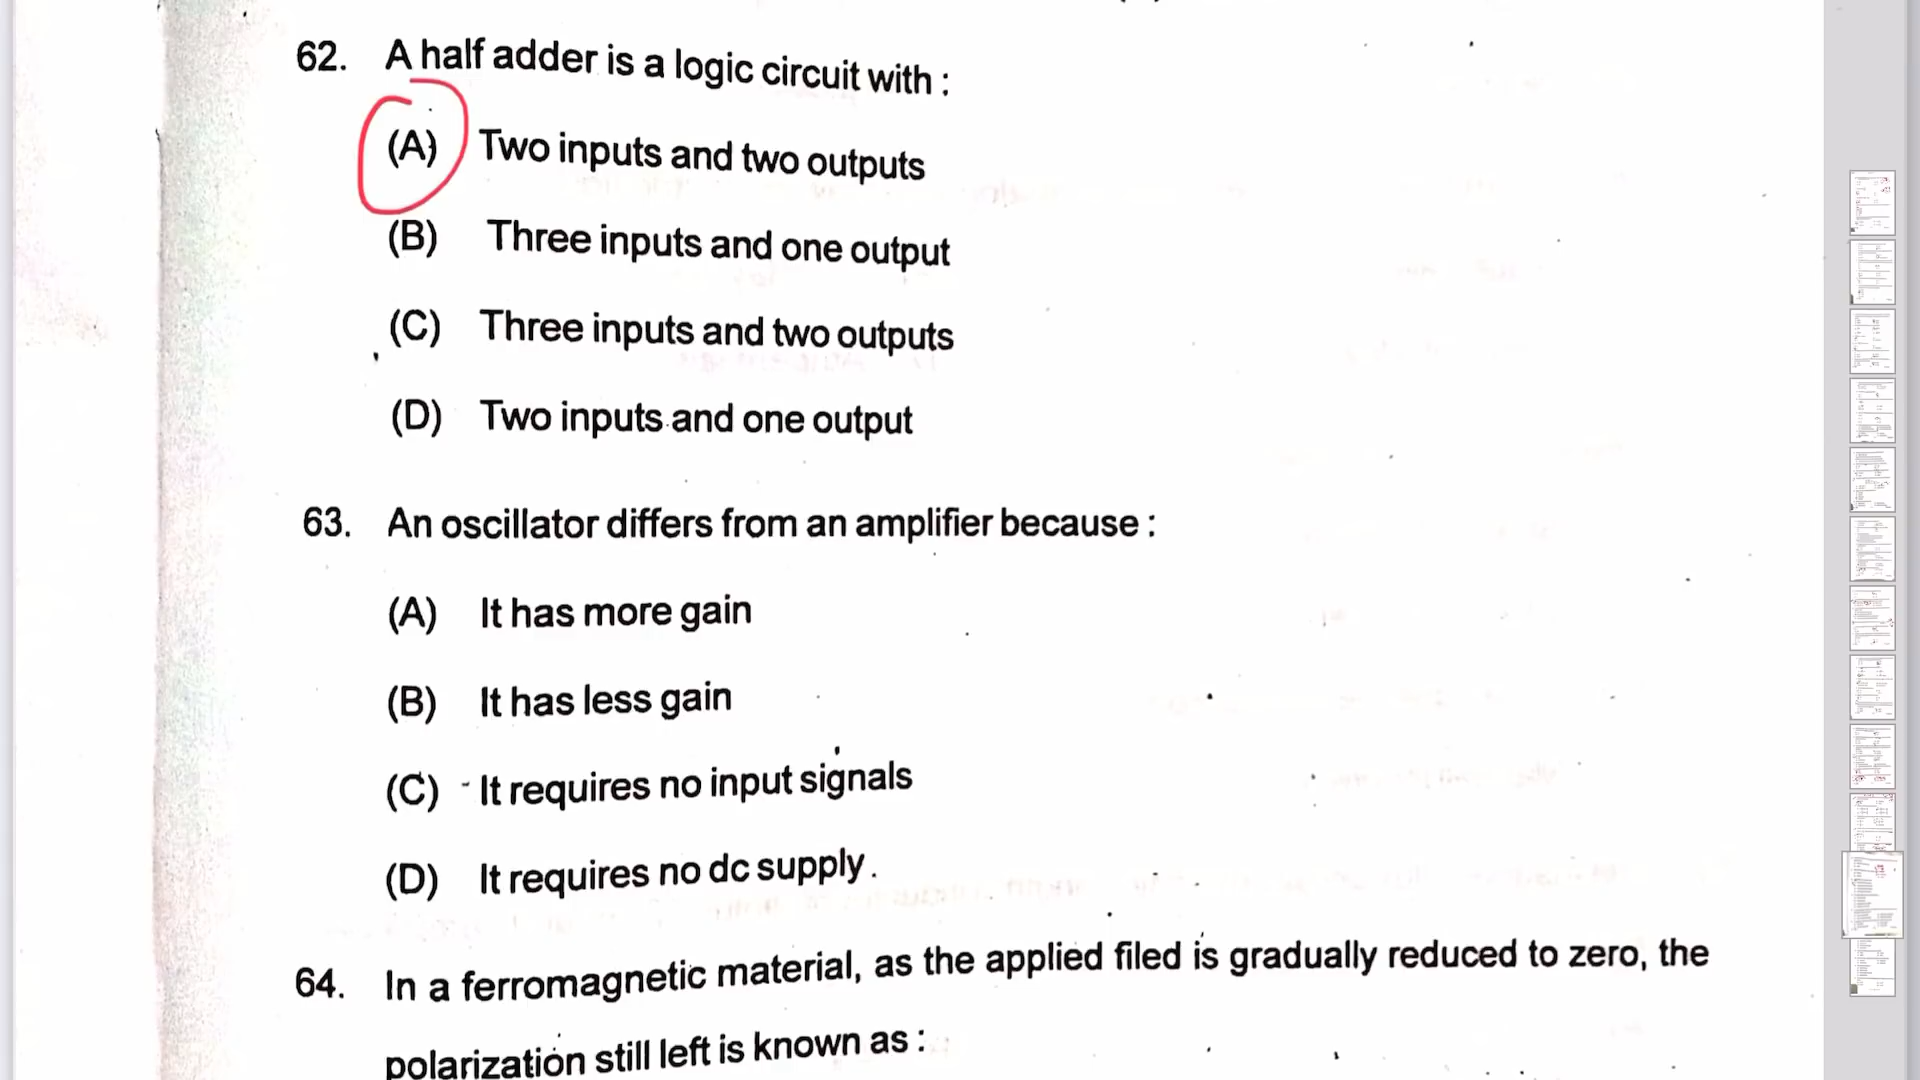 62. A half adder is a logic circuit with :
(A) Two inputs and two outputs
(B) Three inputs and one output
(C) Three inputs and two outputs
(D) Two inputs and one output
63. An oscillator differs from an amplifier because :
(A) It has more gain
(B) It has less gain
(C) It requires no input signals
(D) It requires no dc supply.
64. In a ferromagnetic material, as the applied filed is gradually reduced to zero, the
polarization still left is known as :